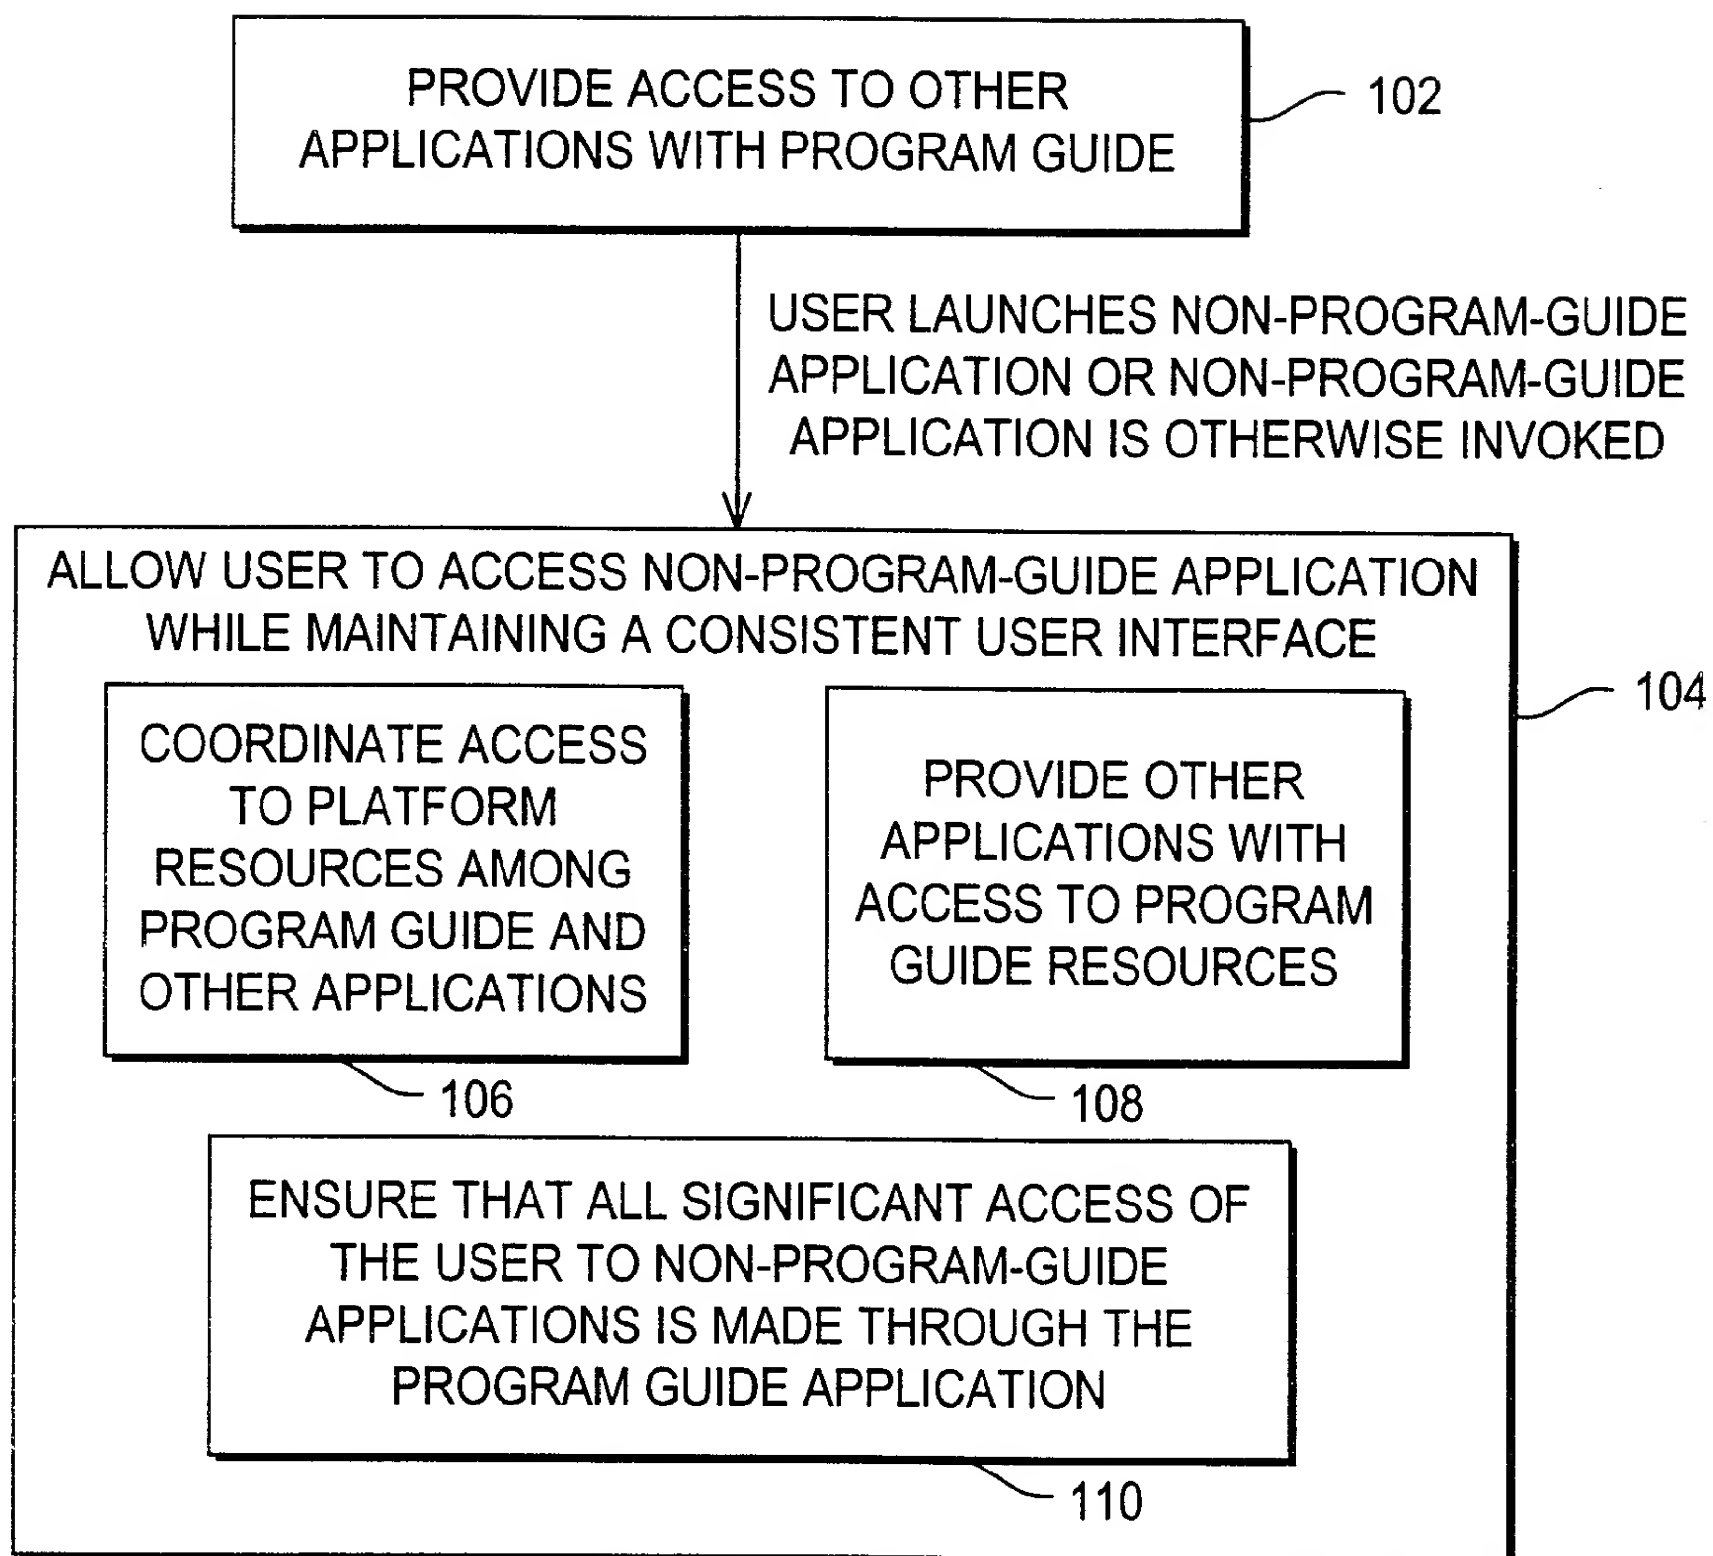 PROVIDE ACCESS TO OTHER
APPLICATIONS WITH PROGRAM GUIDE
102
USER LAUNCHES NON-PROGRAM-GUIDE
APPLICATION OR NON-PROGRAM-GUIDE
APPLICATION IS OTHERWISE INVOKED
ALLOW USER TO ACCESS NON-PROGRAM-GUIDE APPLICATION
WHILE MAINTAINING A CONSISTENT USER INTERFACE
104
COORDINATE ACCESS
TO PLATFORM
RESOURCES AMONG
PROGRAM GUIDE AND
OTHER APPLICATIONS
106
PROVIDE OTHER
APPLICATIONS WITH
ACCESS TO PROGRAM
GUIDE RESOURCES
108
ENSURE THAT ALL SIGNIFICANT ACCESS OF
THE USER TO NON-PROGRAM-GUIDE
APPLICATIONS IS MADE THROUGH THE
PROGRAM GUIDE APPLICATION
110